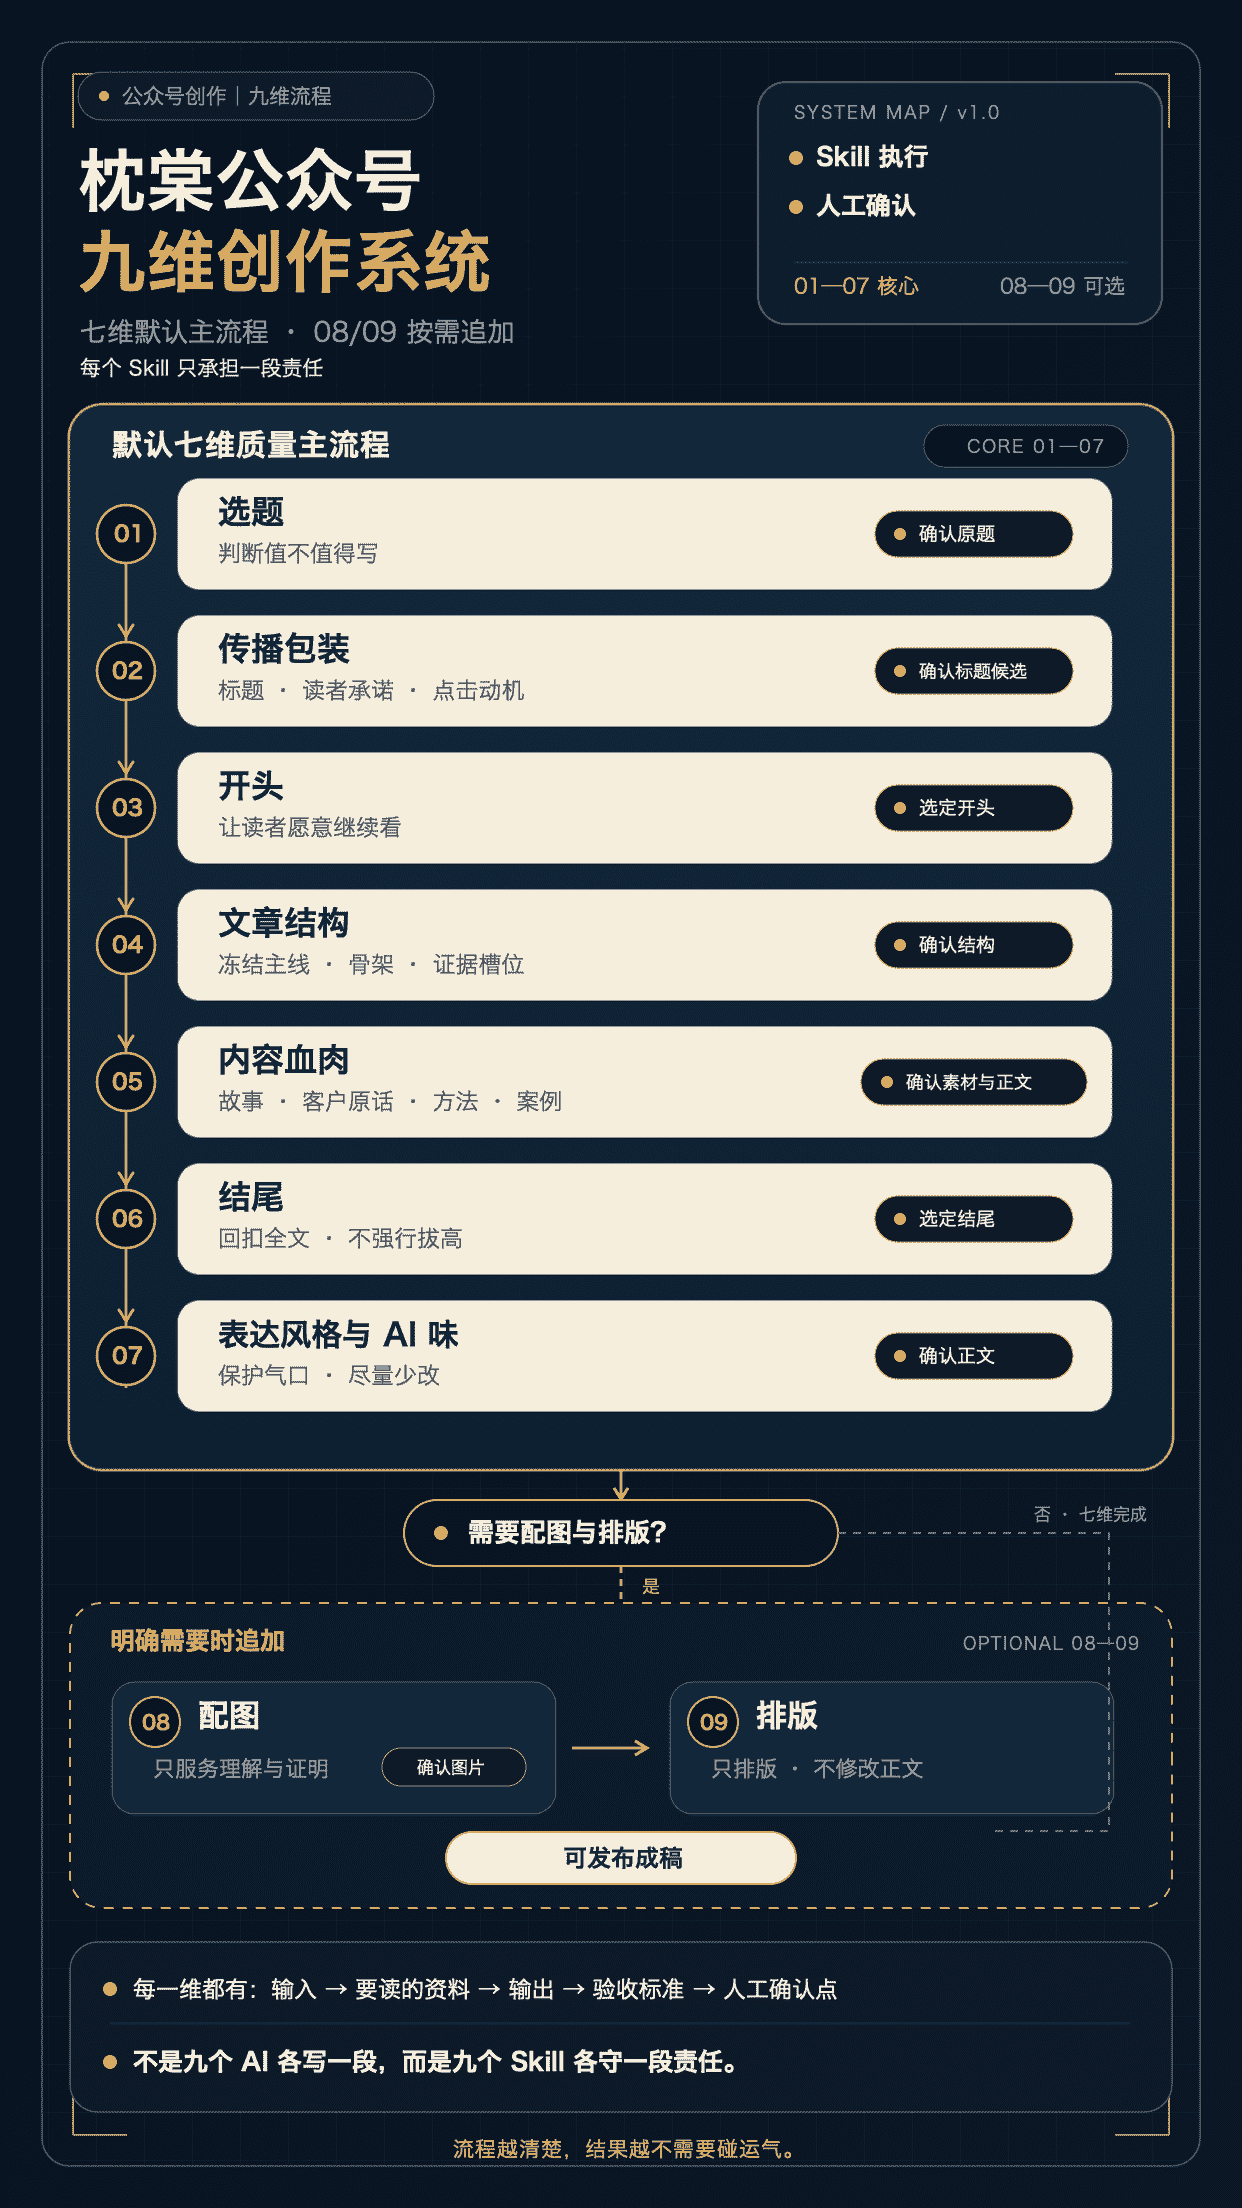 公众号创作｜九维流程
枕棠公众号
九维创作系统
七维默认主流程 · 08/09 按需追加
每个 Skill 只承担一段责任
SYSTEM MAP / v1.0
Skill 执行
人工确认
01—07 核心
08—09 可选
默认七维质量主流程
CORE 01—07
01
选题
判断值不值得写
确认原题
02
传播包装
标题 · 读者承诺 · 点击动机
确认标题候选
03
开头
让读者愿意继续看
选定开头
04
文章结构
冻结主线 · 骨架 · 证据槽位
确认结构
05
内容血肉
故事 · 客户原话 · 方法 · 案例
确认素材与正文
06
结尾
回扣全文 · 不强行拔高
选定结尾
07
表达风格与 AI 味
保护气口 · 尽量少改
确认正文
需要配图与排版？
否 · 七维完成
是
明确需要时追加
OPTIONAL 08—09
08
配图
只服务理解与证明
确认图片
09
排版
只排版 · 不修改正文
可发布成稿
每一维都有：输入 → 要读的资料 → 输出 → 验收标准 → 人工确认点
不是九个 AI 各写一段，而是九个 Skill 各守一段责任。
流程越清楚，结果越不需要碰运气。